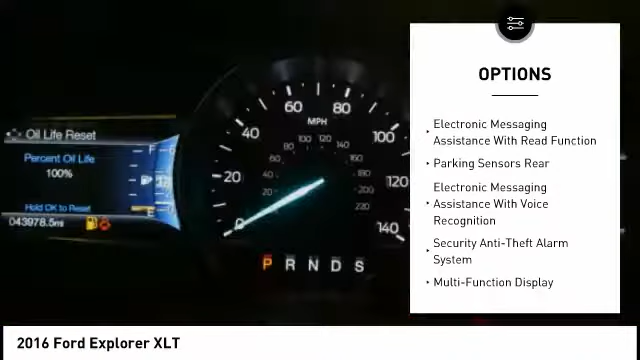 Oil Life Reset
Percent Oil Life
100%
Hold OK to Reset
043978.5mi
F
E
MPH
0
20
40
60
80
100
120
140
20
40
60
80
100
120
140
160
180
200
220
P R N D S
OPTIONS
• Electronic Messaging
Assistance With Read Function
• Parking Sensors Rear
• Electronic Messaging
Assistance With Voice
Recognition
• Security Anti-Theft Alarm
System
• Multi-Function Display
2016 Ford Explorer XLT